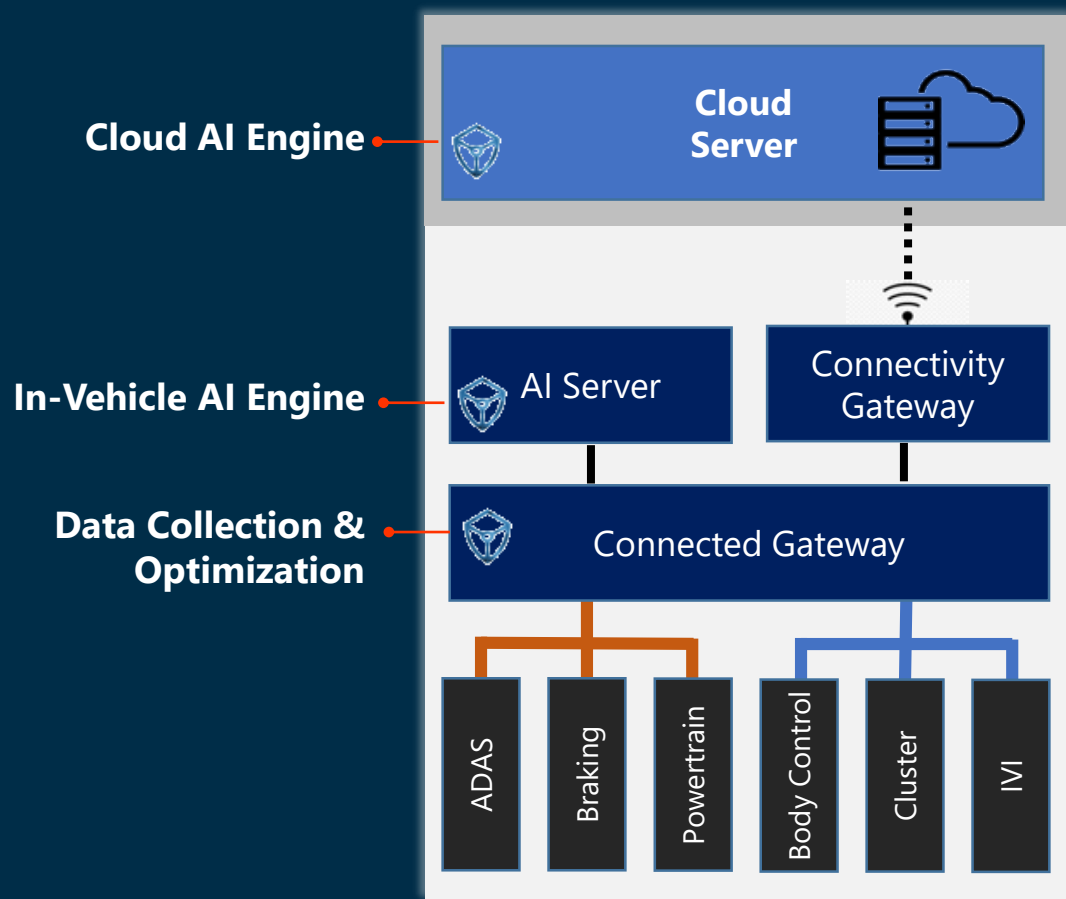 Cloud AI Engine
Cloud
Server
In-Vehicle AI Engine
AI Server
Connectivity
Gateway
Data Collection &
Optimization
Connected Gateway
ADAS
Braking
Powertrain
Body Control
Cluster
IVI